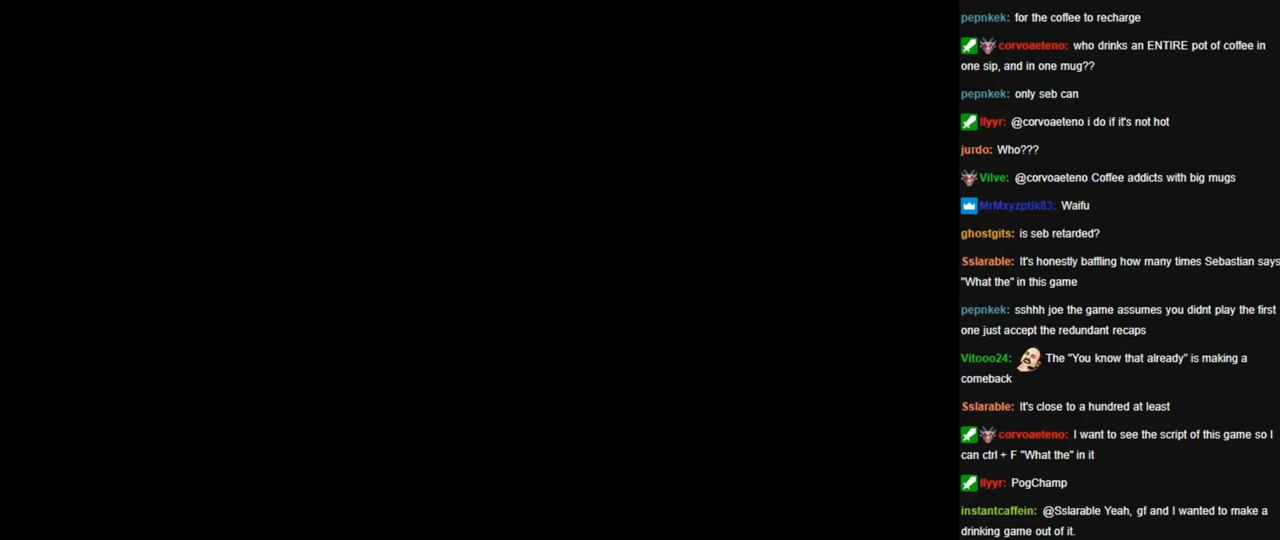 pepnkek: for the coffee to recharge
corvoaeteno: who drinks an ENTIRE pot of coffee in
one sip, and in one mug??
pepnkek: only seb can
llyyr: @corvoaeteno i do if it's not hot
jurdo: Who???
Vilve: @corvoaeteno Coffee addicts with big mugs
MrMxyzptlk83: Waifu
ghostgits: is seb retarded?
Sslarable: It's honestly baffling how many times Sebastian says
"What the" in this game
pepnkek: sshhh joe the game assumes you didnt play the first
one just accept the redundant recaps
Vitooo24: The "You know that already" is making a
comeback
Sslarable: It's close to a hundred at least
corvoaeteno: I want to see the script of this game so I
can ctrl + F "What the" in it
llyyr: PogChamp
instantcaffein: @Sslarable Yeah, gf and I wanted to make a
drinking game out of it.